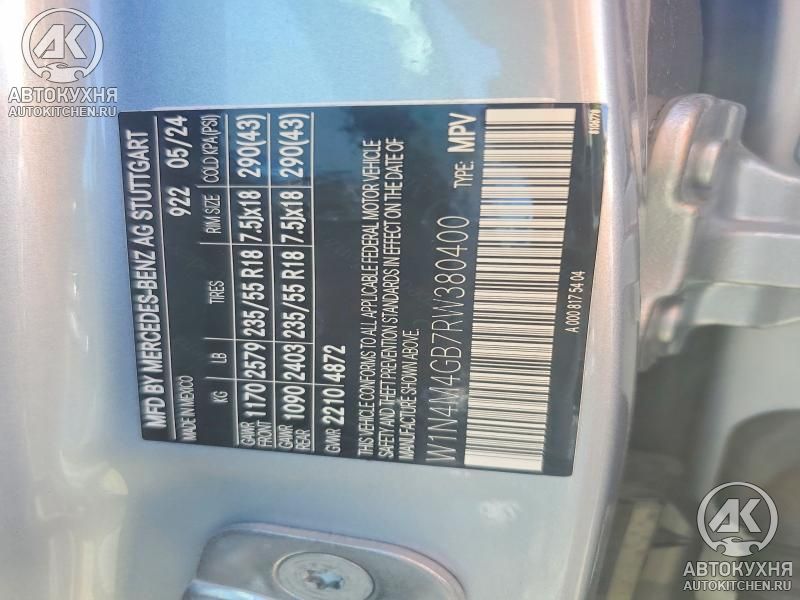 AK
АВТОКУХНЯ
AUTOKITCHEN.RU
MFD BY MERCEDES-BENZ AG STUTTGART
MADE IN MEXICO 922 05/24
KG LB TIRES RIM SIZE COLD KPA(PSI)
GAWR FRONT 1170 2579 235/55 R18 7.5Jx18 290(43)
GAWR REAR 1090 2403 235/55 R18 7.5Jx18 290(43)
GVWR 2210 4872
THIS VEHICLE CONFORMS TO ALL APPLICABLE FEDERAL MOTOR VEHICLE
SAFETY AND THEFT PREVENTION STANDARDS IN EFFECT ON THE DATE OF
MANUFACTURE SHOWN ABOVE.
W1N4M4GB7RW380400 TYPE: MPV
A 000 817 54 04
AK
АВТОКУХНЯ
AUTOKITCHEN.RU